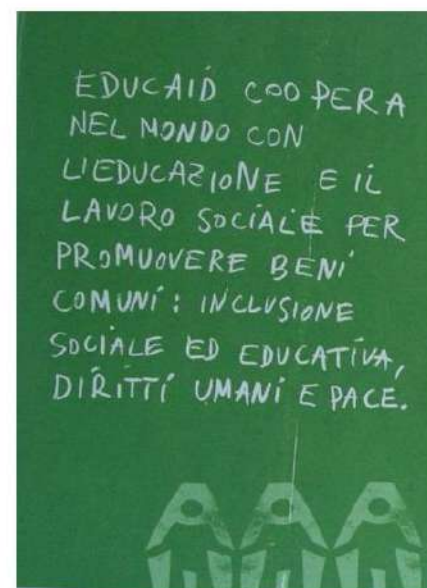 EDUCAID COOPERA
NEL MONDO CON
L'EDUCAZIONE E IL
LAVORO SOCIALE PER
PROMUOVERE BENI
COMUNI: INCLUSIONE
SOCIALE ED EDUCATIVA,
DIRITTI UMANI E PACE.